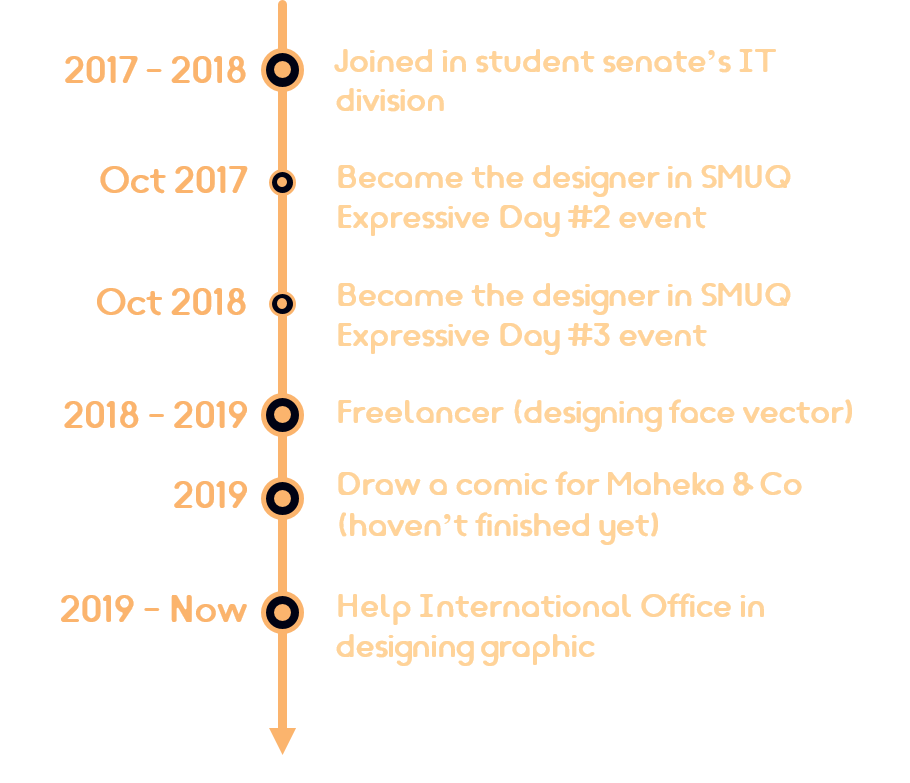 2017 - 2018
Joined in student senate's IT
division
Oct 2017
Became the designer in SMUQ
Expressive Day #2 event
Oct 2018
Became the designer in SMUQ
Expressive Day #3 event
2018 - 2019
Freelancer (designing face vector)
2019
Draw a comic for Maheka & Co
(haven't finished yet)
2019 - Now
Help International Office in
designing graphic